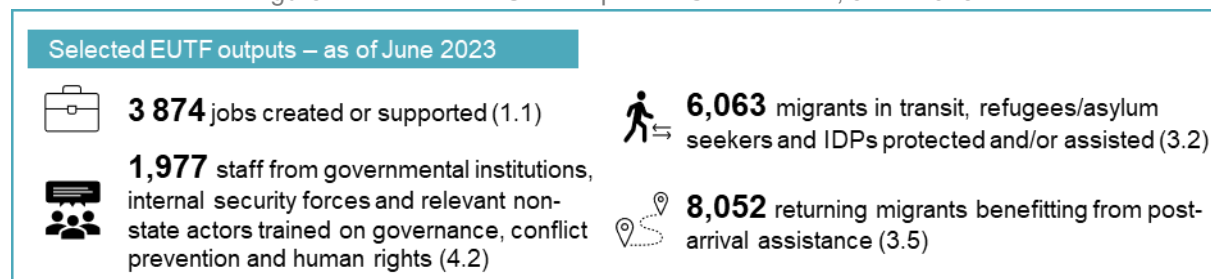 Selected EUTF outputs – as of June 2023
3 874 jobs created or supported (1.1)
1,977 staff from governmental institutions,
internal security forces and relevant non-
state actors trained on governance, conflict
prevention and human rights (4.2)
6,063 migrants in transit, refugees/asylum
seekers and IDPs protected and/or assisted (3.2)
8,052 returning migrants benefitting from post-
arrival assistance (3.5)